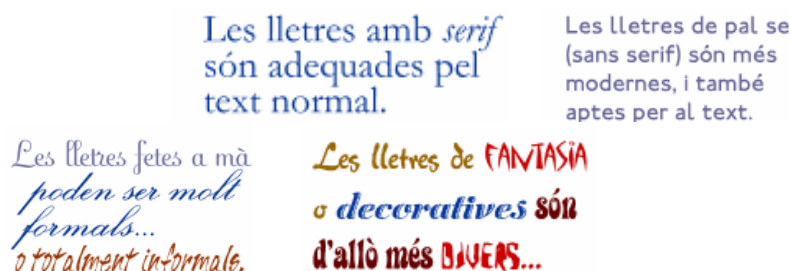 Les lletres amb serif
són adequades pel
text normal.
Les lletres de pal se
(sans serif) són més
modernes, i també
aptes per al text.
Les lletres fetes a mà
poden ser molt
formals...
o totalment informals.
Les lletres de FANTASIA
o decoratives són
d'allò més DIVERS...